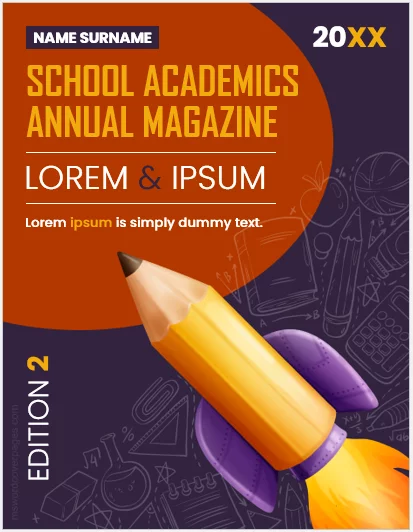 NAME SURNAME
20XX
SCHOOL ACADEMICS
ANNUAL MAGAZINE
LOREM & IPSUM
Lorem ipsum is simply dummy text.
EDITION 2